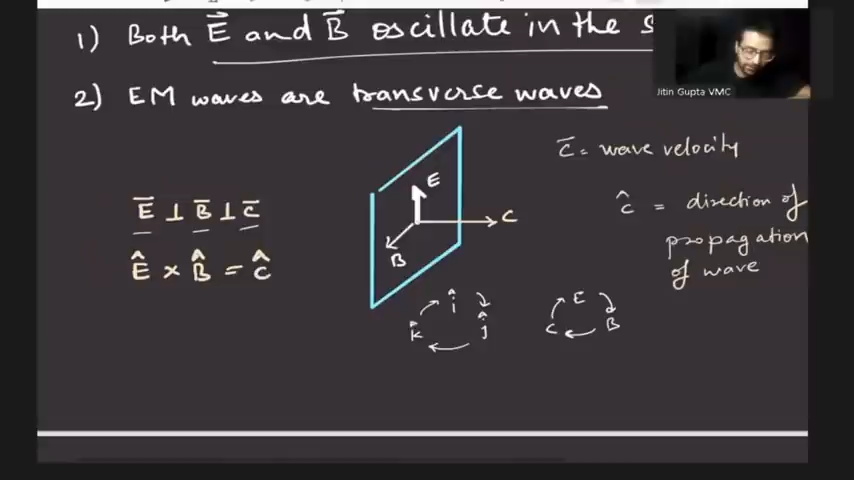 1) Both E⃗ and B⃗ oscillate in the
2) EM waves are transverse waves
Jitin Gupta VMC
c̄ = wave velocity
E
Ē ⊥ B̄ ⊥ C̄
ĉ = direction of
C
propagation
B
Ê × B̂ = Ĉ
of wave
î
ĵ
k̂
E
B
C